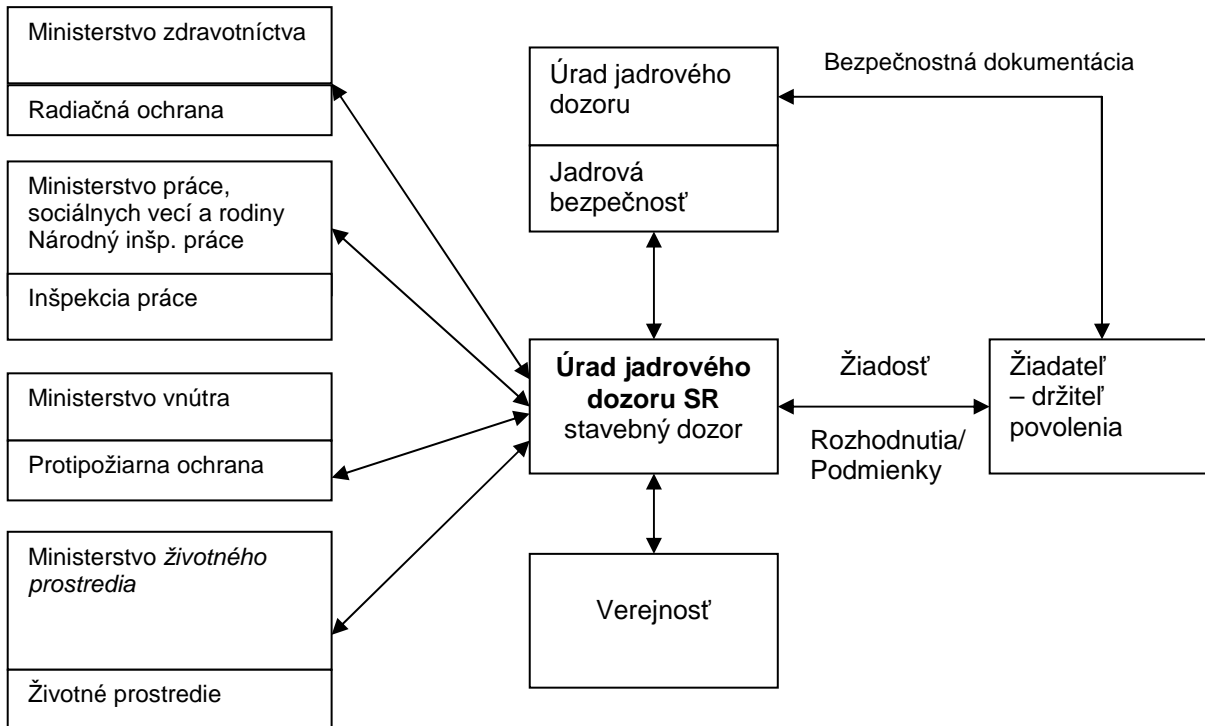 Ministerstvo zdravotníctva
Radiačná ochrana
Ministerstvo práce,
sociálnych vecí a rodiny
Národný inšp. práce
Inšpekcia práce
Ministerstvo vnútra
Protipožiarna ochrana
Ministerstvo životného
prostredia
Životné prostredie
Úrad jadrového
dozoru
Jadrová
bezpečnosť
Úrad jadrového
dozoru SR
stavebný dozor
Verejnosť
Bezpečnostná dokumentácia
Žiadosť
Rozhodnutia/
Podmienky
Žiadateľ
– držiteľ
povolenia